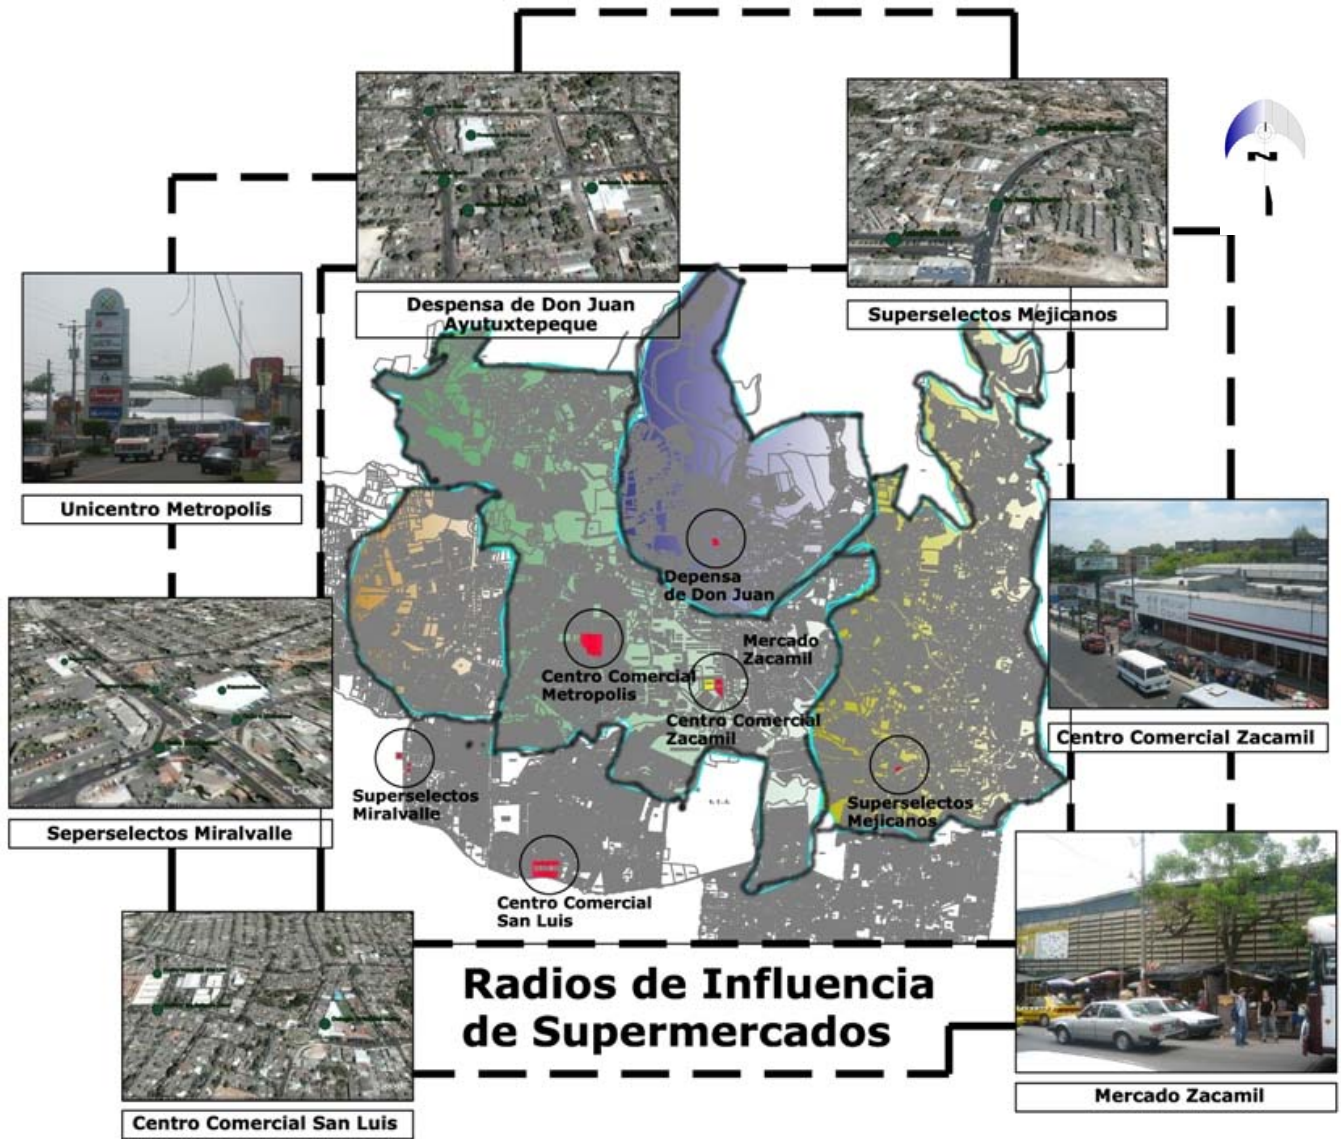 Despensa de Don Juan
Ayutuxtepeque
Superselectos Mejicanos
Unicentro Metropolis
Depensa
de Don Juan
Mercado
Zacamil
Centro Comercial
Metropolis
Centro Comercial
Zacamil
Centro Comercial Zacamil
Superselectos
Miralvalle
Superselectos
Mejicanos
Seperselectos Miralvalle
Centro Comercial
San Luis
Radios de Influencia
de Supermercados
Centro Comercial San Luis
Mercado Zacamil
N